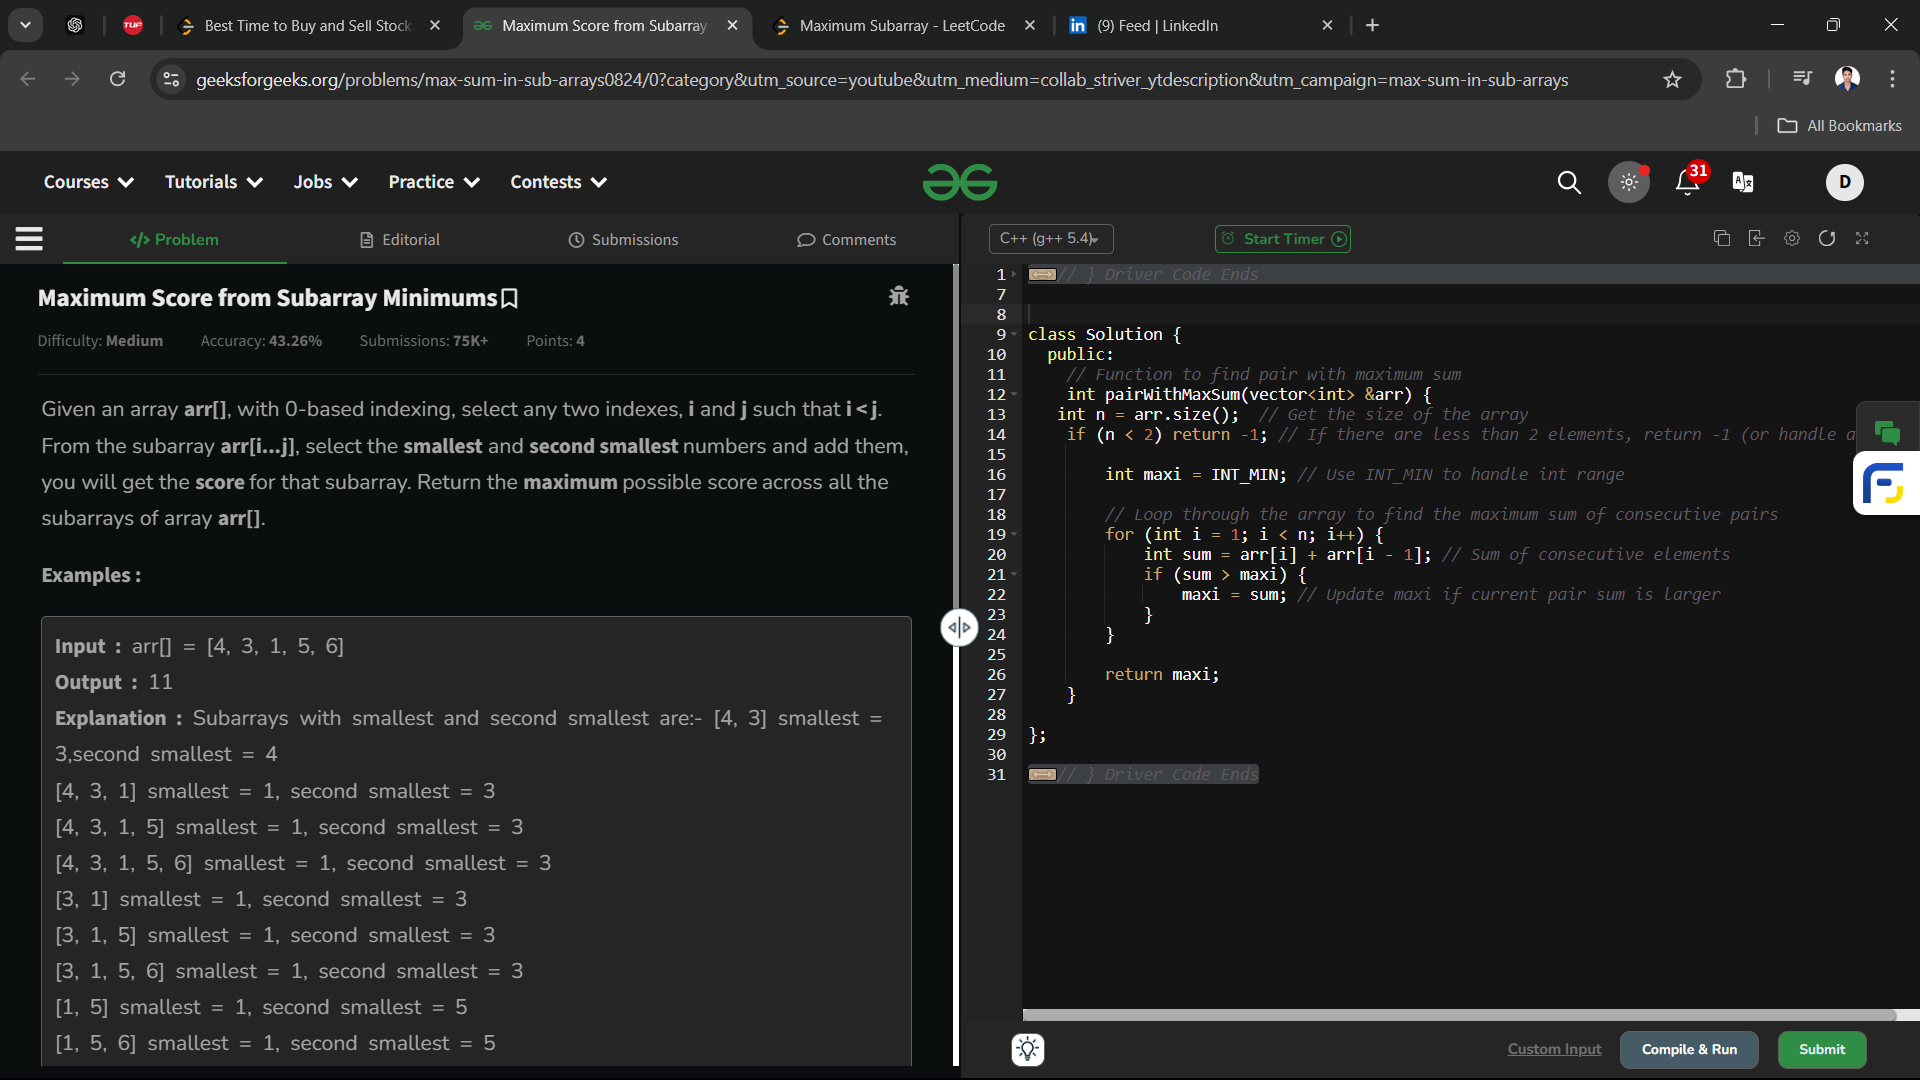 Best Time to Buy and Sell Stock
Maximum Score from Subarray
Maximum Subarray - LeetCode
(9) Feed | LinkedIn
geeksforgeeks.org/problems/max-sum-in-sub-arrays0824/0?category&utm_source=youtube&utm_medium=collab_striver_ytdescription&utm_campaign=max-sum-in-sub-arrays
All Bookmarks
Courses
Tutorials
Jobs
Practice
Contests
31
D
Problem
Editorial
Submissions
Comments
C++ (g++ 5.4)
Start Timer
Maximum Score from Subarray Minimums
Difficulty: Medium Accuracy: 43.26% Submissions: 75K+ Points: 4
Given an array arr[], with 0-based indexing, select any two indexes, i and j such that i < j.
From the subarray arr[i...j], select the smallest and second smallest numbers and add them,
you will get the score for that subarray. Return the maximum possible score across all the
subarrays of array arr[].
Examples :
Input : arr[] = [4, 3, 1, 5, 6]
Output : 11
Explanation : Subarrays with smallest and second smallest are:- [4, 3] smallest =
3,second smallest = 4
[4, 3, 1] smallest = 1, second smallest = 3
[4, 3, 1, 5] smallest = 1, second smallest = 3
[4, 3, 1, 5, 6] smallest = 1, second smallest = 3
[3, 1] smallest = 1, second smallest = 3
[3, 1, 5] smallest = 1, second smallest = 3
[3, 1, 5, 6] smallest = 1, second smallest = 3
[1, 5] smallest = 1, second smallest = 5
[1, 5, 6] smallest = 1, second smallest = 5
1 // } Driver Code Ends
7
8
9 class Solution {
10 public:
11 // Function to find pair with maximum sum
12 int pairWithMaxSum(vector<int> &arr) {
13 int n = arr.size(); // Get the size of the array
14 if (n < 2) return -1; // If there are less than 2 elements, return -1 (or handle a
15
16 int maxi = INT_MIN; // Use INT_MIN to handle int range
17
18 // Loop through the array to find the maximum sum of consecutive pairs
19 for (int i = 1; i < n; i++) {
20 int sum = arr[i] + arr[i - 1]; // Sum of consecutive elements
21 if (sum > maxi) {
22 maxi = sum; // Update maxi if current pair sum is larger
23 }
24 }
25
26 return maxi;
27 }
28
29 };
30
31 // } Driver Code Ends
Custom Input
Compile & Run
Submit